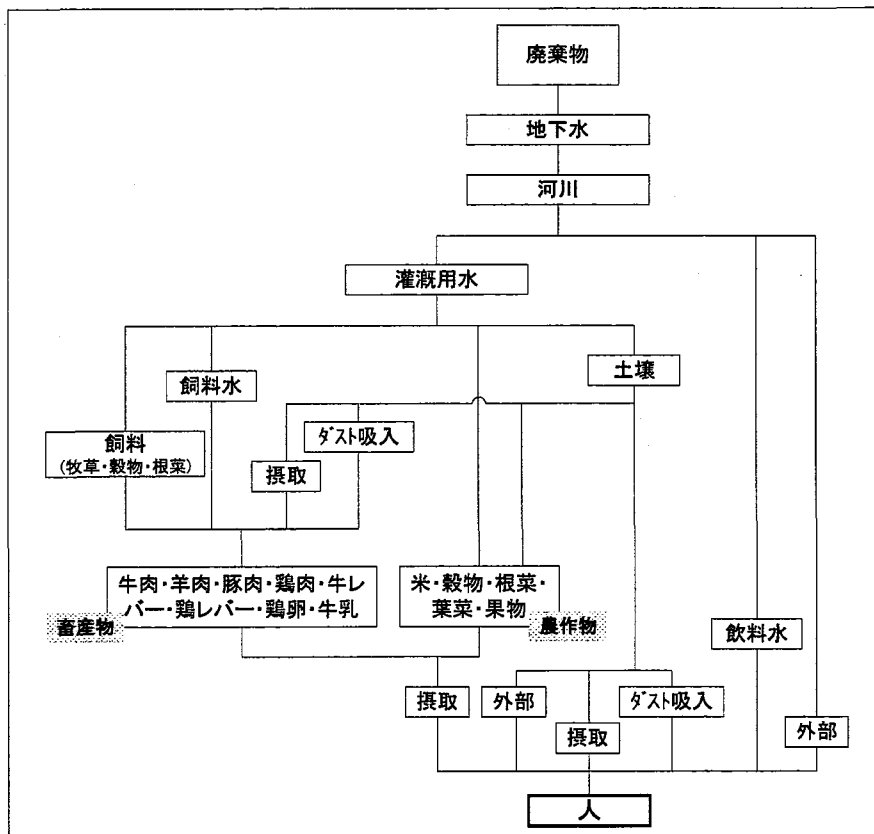 廃棄物
地下水
河川
灌漑用水
飼料水
土壌
飼料
(牧草・穀物・根菜)
ダスト吸入
摂取
牛肉・羊肉・豚肉・鶏肉・牛レ
バー・鶏レバー・鶏卵・牛乳
畜産物
米・穀物・根菜・
葉菜・果物
農作物
飲料水
摂取
外部
ダスト吸入
摂取
外部
人